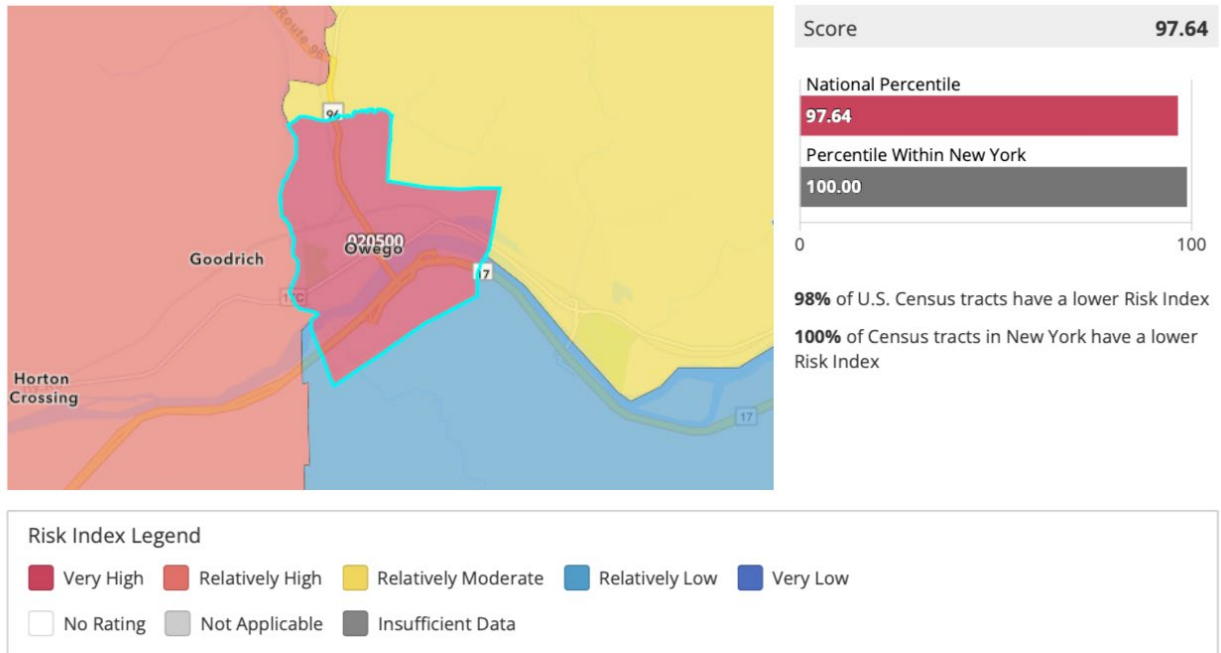 Route 96
96
020500
Owego
Goodrich
17
17C
Horton
Crossing
17
Score 97.64
National Percentile
97.64
Percentile Within New York
100.00
0 100
98% of U.S. Census tracts have a lower Risk Index
100% of Census tracts in New York have a lower
Risk Index
Risk Index Legend
Very High Relatively High Relatively Moderate Relatively Low Very Low
No Rating Not Applicable Insufficient Data